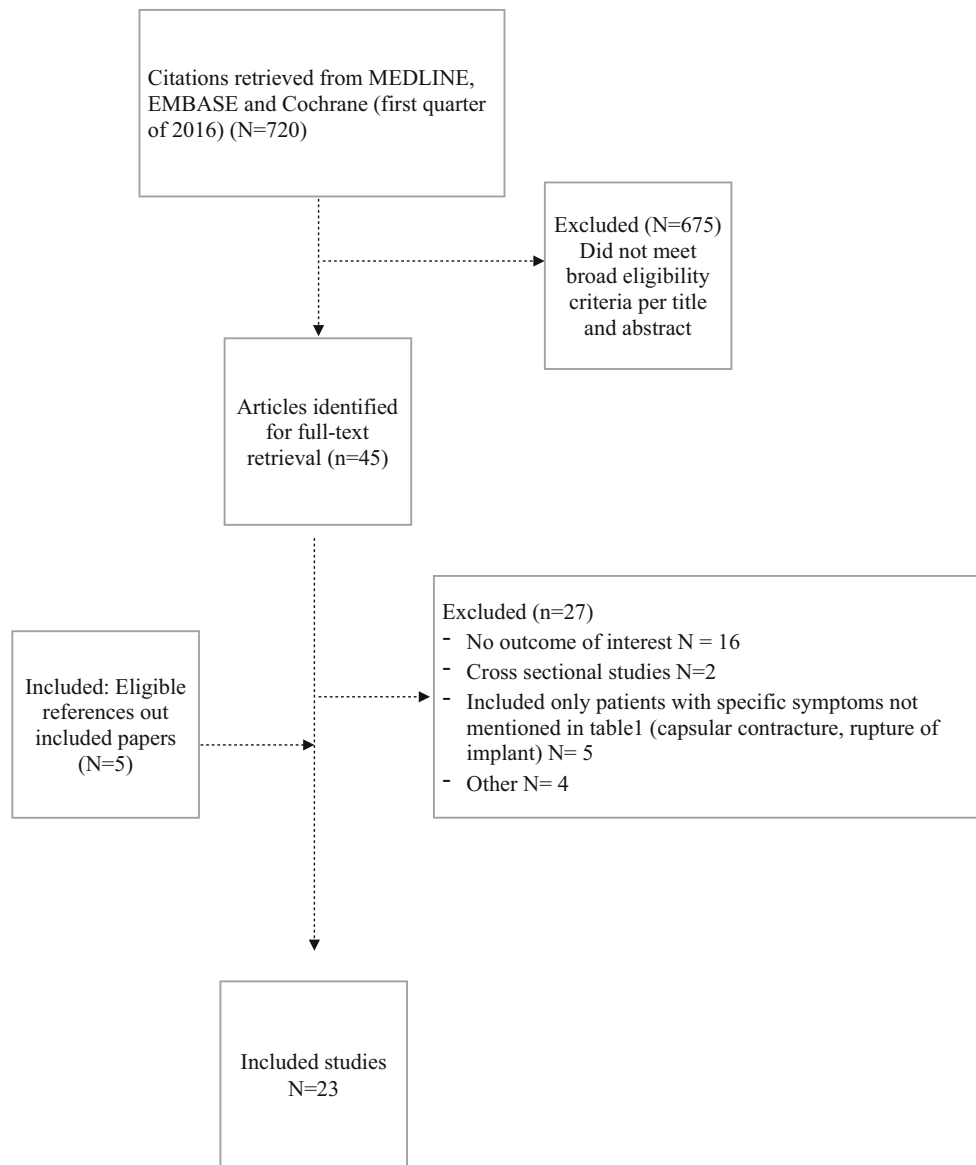 Citations retrieved from MEDLINE,
EMBASE and Cochrane (first quarter
of 2016) (N=720)
Excluded (N=675)
Did not meet
broad eligibility
criteria per title
and abstract
Articles identified
for full-text
retrieval (n=45)
Excluded (n=27)
- No outcome of interest N = 16
- Cross sectional studies N=2
- Included only patients with specific symptoms not
mentioned in table1 (capsular contracture, rupture of
implant) N= 5
- Other N= 4
Included: Eligible
references out
included papers
(N=5)
Included studies
N=23